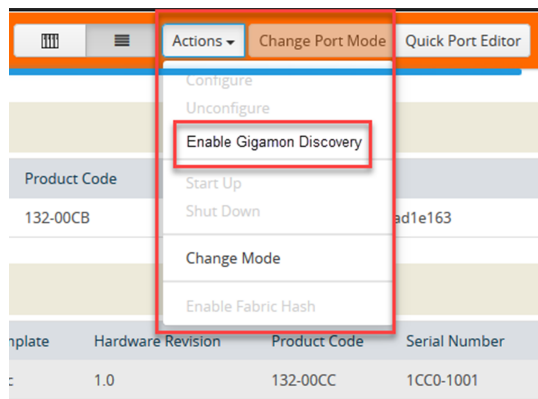 Actions Change Port Mode Quick Port Editor
Configure
Unconfigure
Enable Gigamon Discovery
Product Code
Start Up
132-00CB Shut Down ad1e163
Change Mode
Enable Fabric Hash
mplate Hardware Revision Product Code Serial Number
c 1.0 132-00CC 1CC0-1001